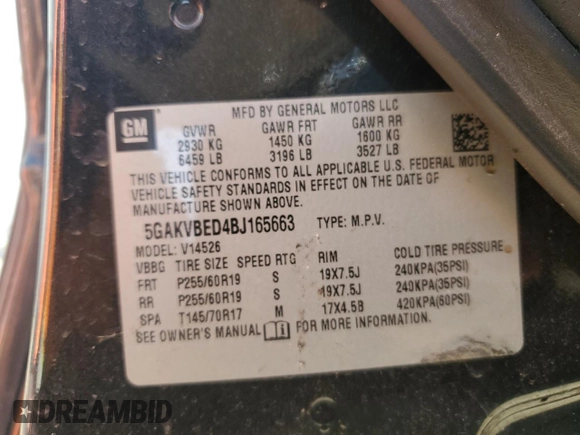 GM
MFD BY GENERAL MOTORS LLC
GVWR GAWR FRT GAWR RR
2930 KG 1450 KG 1600 KG
6459 LB 3196 LB 3527 LB
THIS VEHICLE CONFORMS TO ALL APPLICABLE U.S. FEDERAL MOTOR
VEHICLE SAFETY STANDARDS IN EFFECT ON THE DATE OF
MANUFACTURE SHOWN ABOVE.
5GAKVBED4BJ165663 TYPE: M.P.V.
MODEL: V14526
VBBG TIRE SIZE SPEED RTG RIM COLD TIRE PRESSURE
FRT P255/60R19 S 19X7.5J 240KPA(35PSI)
RR P255/60R19 S 19X7.5J 240KPA(35PSI)
SPA T145/70R17 M 17X4.5B 420KPA(60PSI)
SEE OWNER'S MANUAL FOR MORE INFORMATION.
DREAMBID